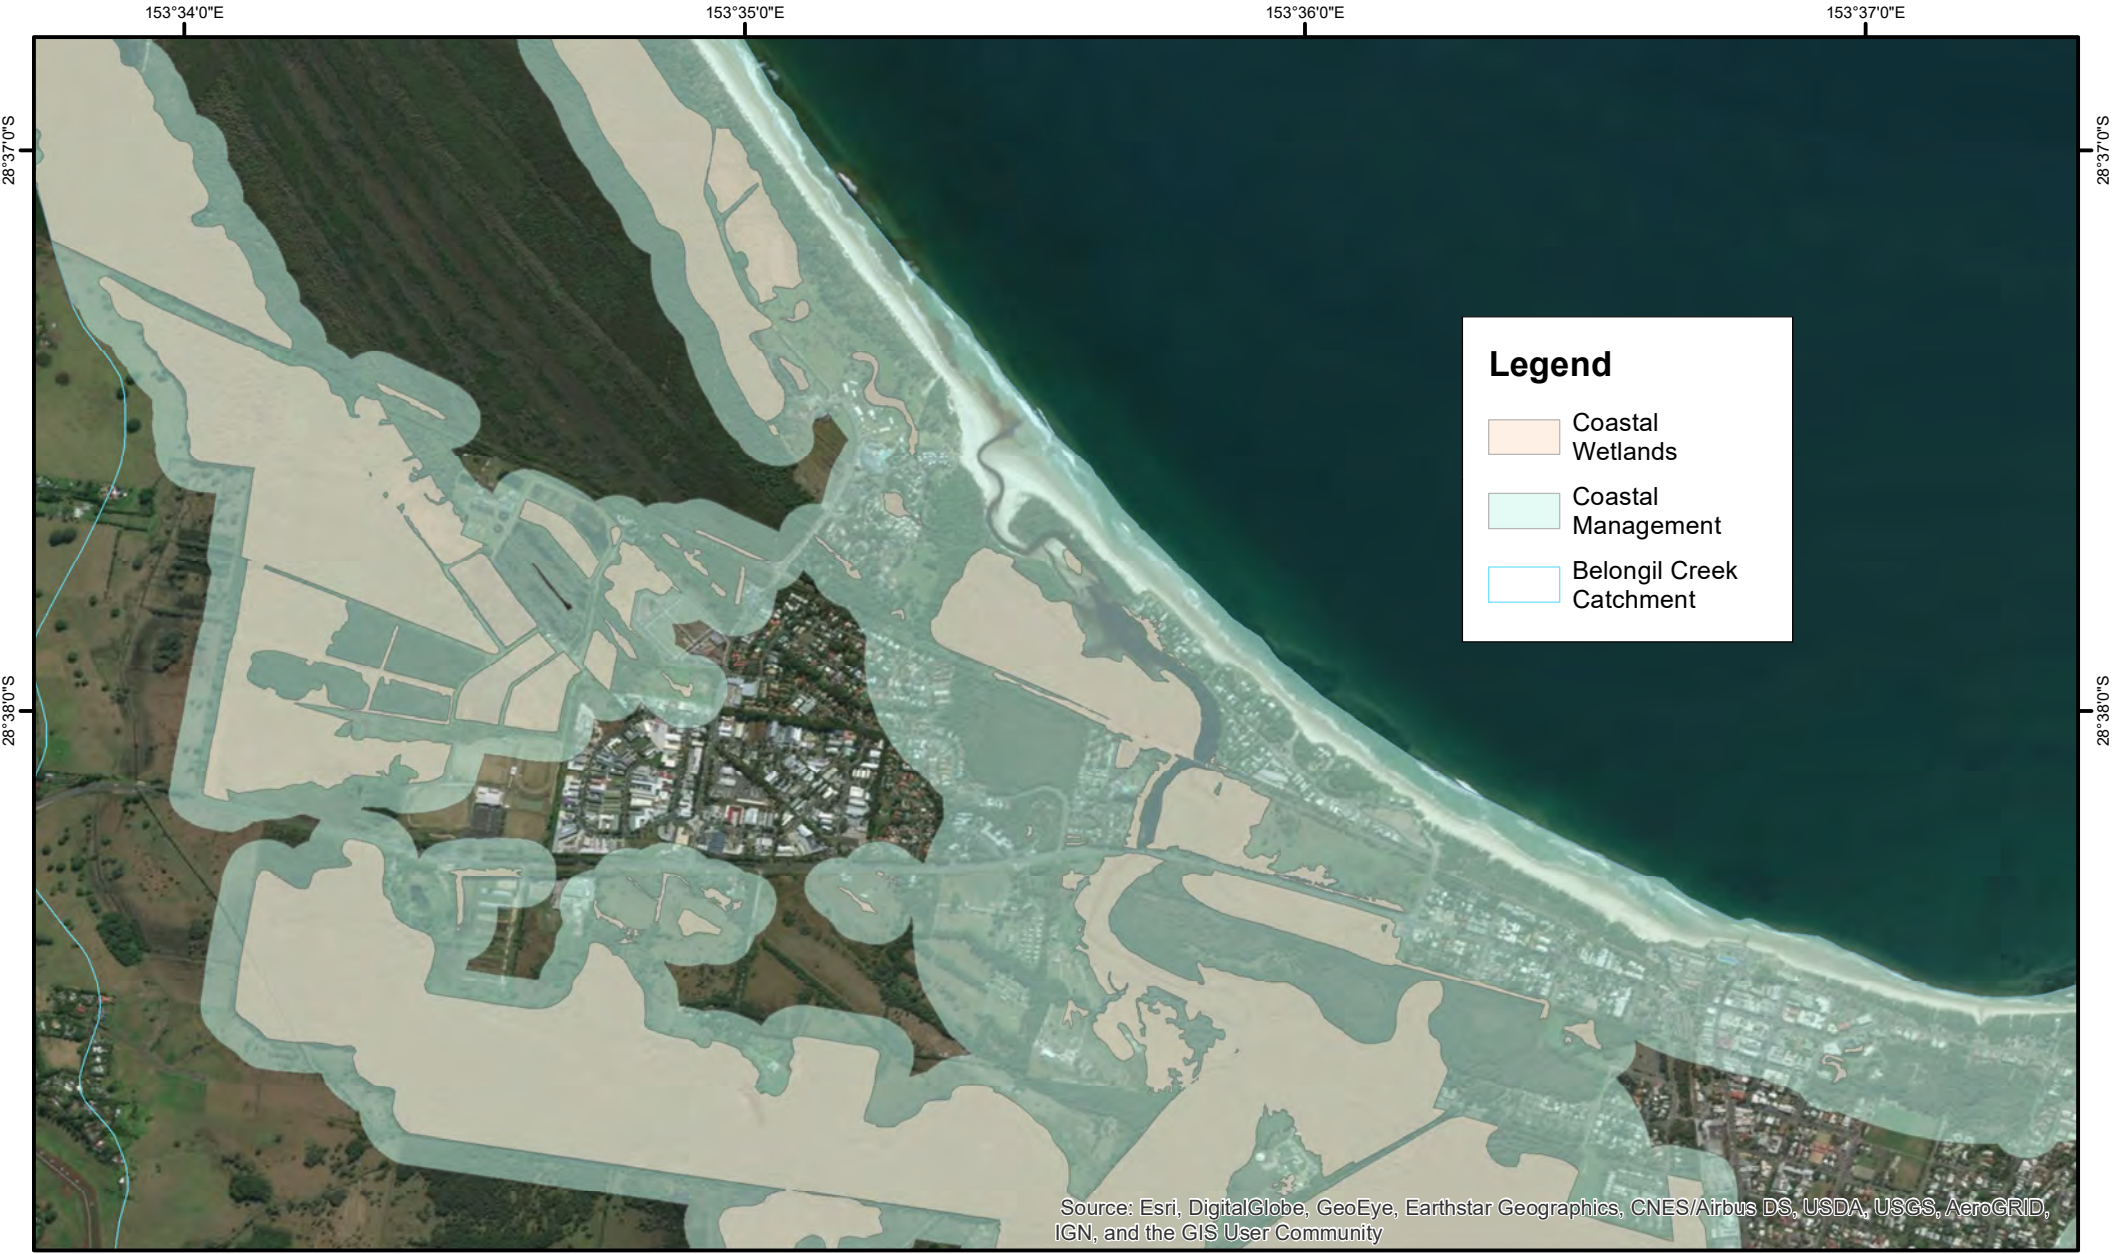 153°34'0"E
153°35'0"E
153°36'0"E
153°37'0"E
28°37'0"S
28°37'0"S
Legend
Coastal
Wetlands
Coastal
Management
Belongil Creek
Catchment
28°38'0"S
28°38'0"S
Source: Esri, DigitalGlobe, GeoEye, Earthstar Geographics, CNES/Airbus DS, USDA, USGS, AeroGRID,
IGN, and the GIS User Community